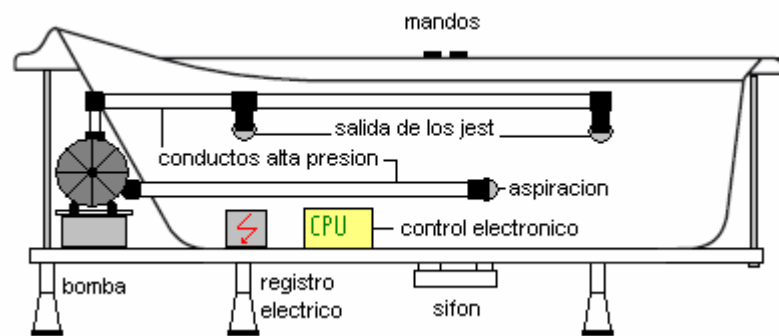 mandos
salida de los jest
conductos alta presion
aspiracion
CPU
control electronico
bomba
registro
electrico
sifon